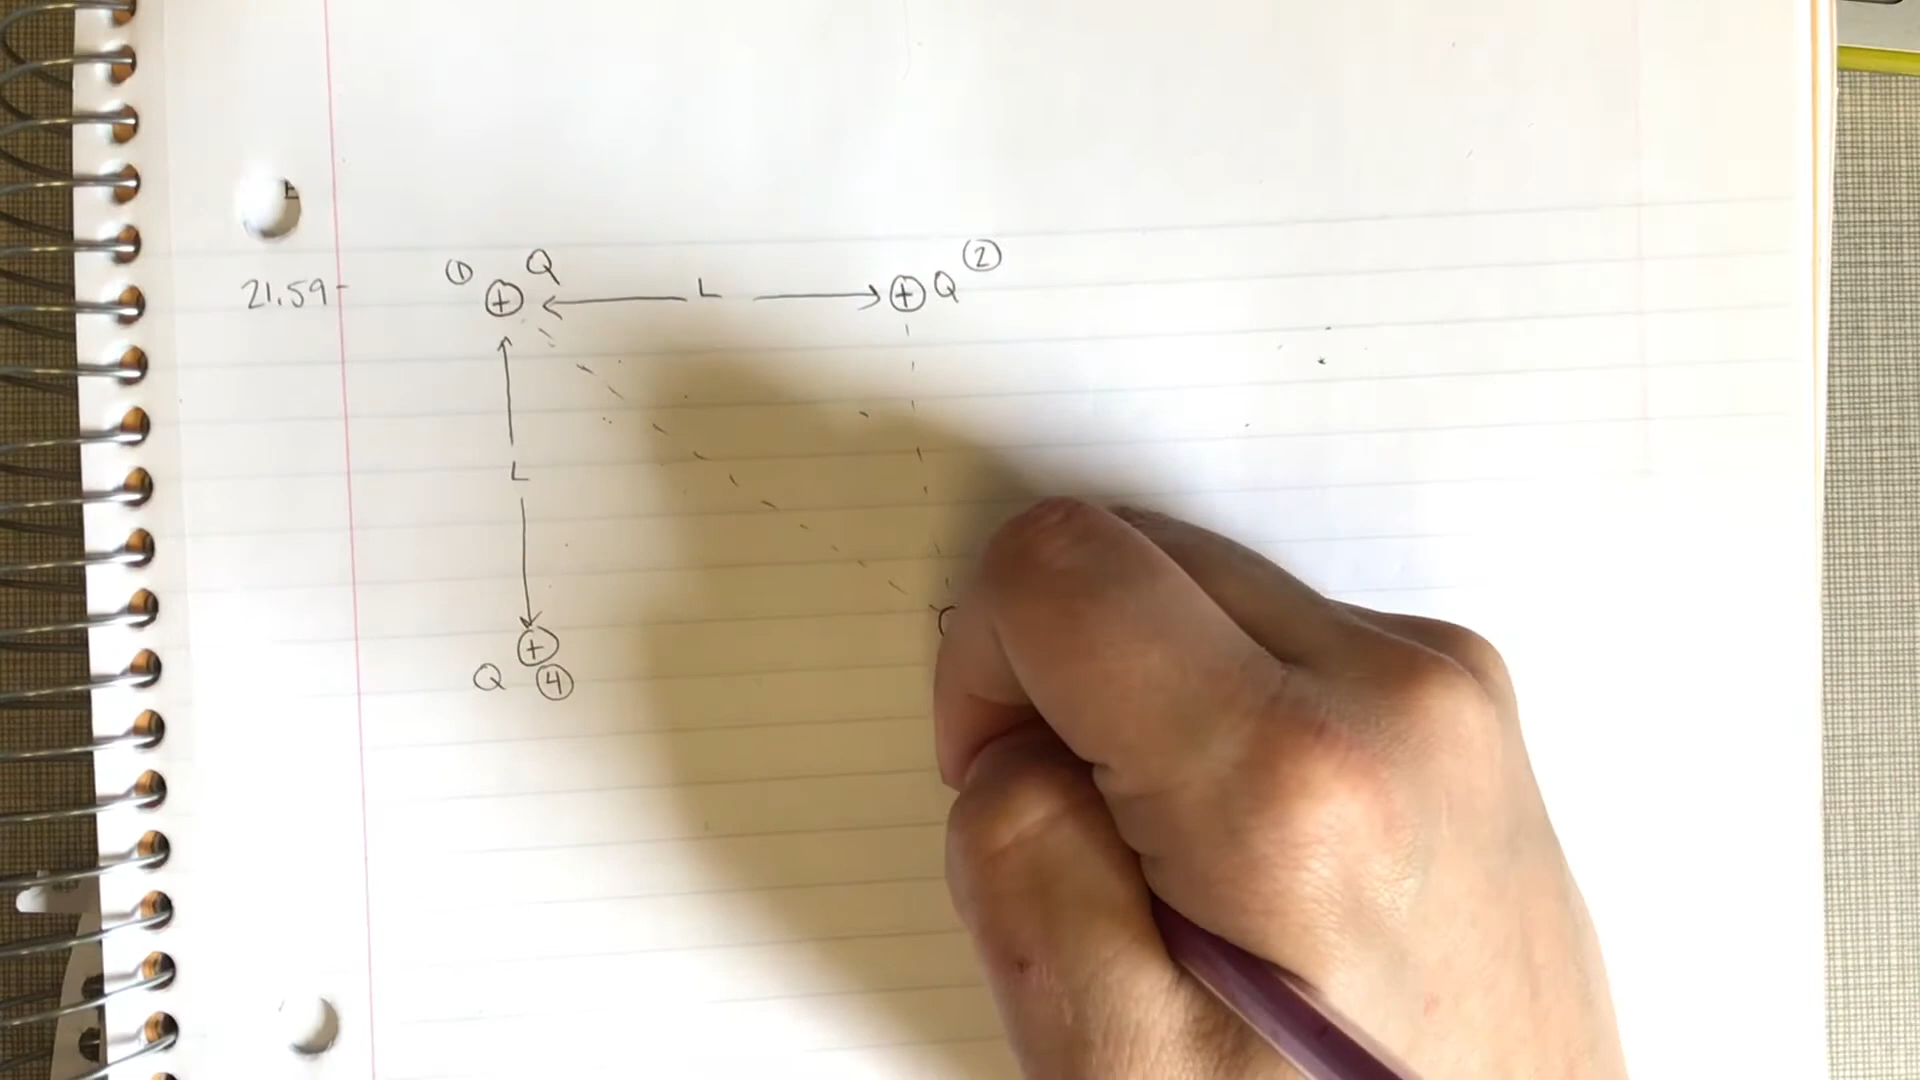 ① Q ②
21.59 + L + Q
L
+
Q ④